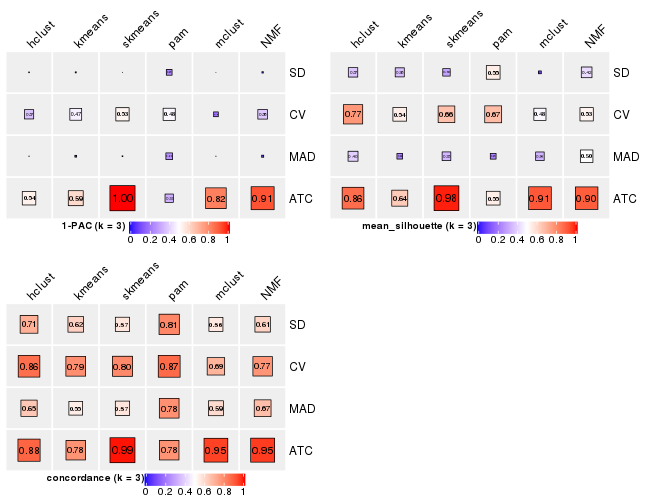 hclust kmeans skmeans pam mclust NMF
SD
0.47 0.53 0.48 CV
MAD
0.54 0.59 1.00 0.82 0.91 ATC
1-PAC (k = 3)
0 0.2 0.4 0.6 0.8 1
hclust kmeans skmeans pam mclust NMF
0.55 SD
0.77 0.54 0.66 0.67 0.48 0.53 CV
0.50 MAD
0.86 0.64 0.98 0.55 0.91 0.90 ATC
mean_silhouette (k = 3)
0 0.2 0.4 0.6 0.8 1
hclust kmeans skmeans pam mclust NMF
0.71 0.62 0.57 0.81 0.56 0.61 SD
0.86 0.79 0.80 0.87 0.69 0.77 CV
0.65 0.55 0.57 0.78 0.59 0.67 MAD
0.88 0.78 0.99 0.78 0.95 0.95 ATC
concordance (k = 3)
0 0.2 0.4 0.6 0.8 1